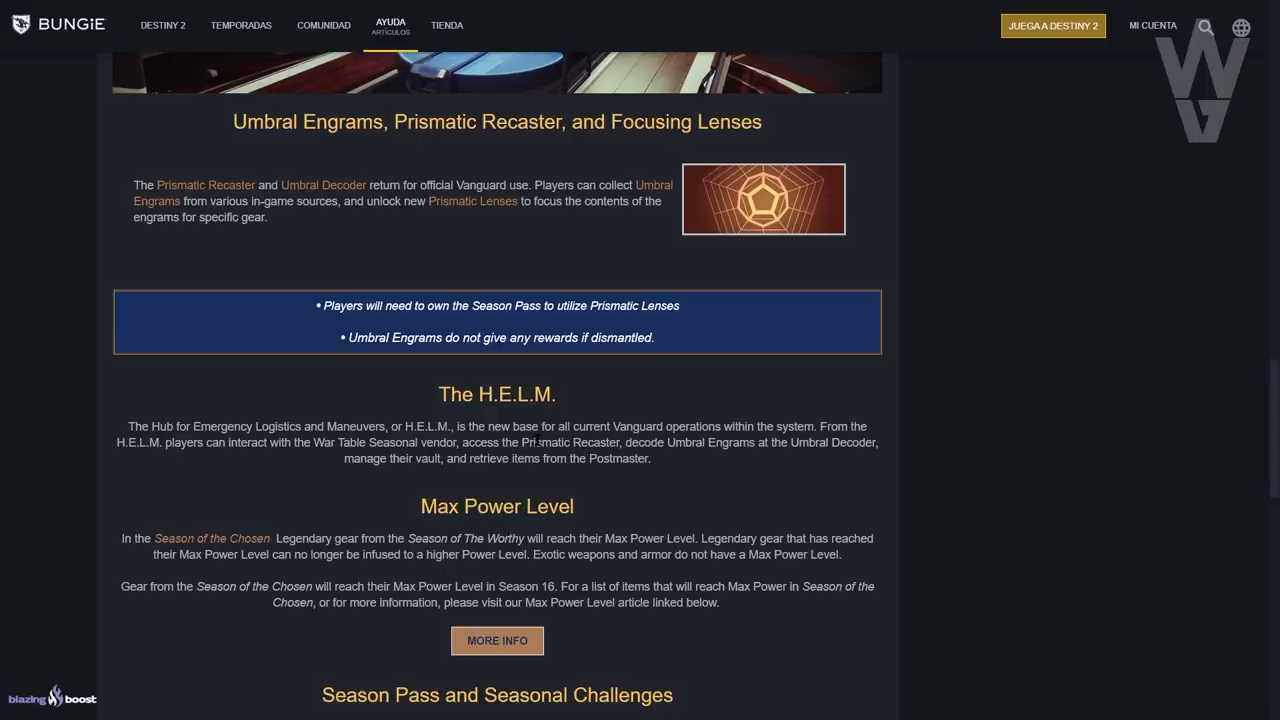 BUNGiE
DESTINY 2
TEMPORADAS
COMUNIDAD
AYUDA
ARTÍCULOS
TIENDA
JUEGA A DESTINY 2
MI CUENTA
WG
Umbral Engrams, Prismatic Recaster, and Focusing Lenses
The Prismatic Recaster and Umbral Decoder return for official Vanguard use. Players can collect Umbral
Engrams from various in-game sources, and unlock new Prismatic Lenses to focus the contents of the
engrams for specific gear.
• Players will need to own the Season Pass to utilize Prismatic Lenses
• Umbral Engrams do not give any rewards if dismantled.
The H.E.L.M.
The Hub for Emergency Logistics and Maneuvers, or H.E.L.M., is the new base for all current Vanguard operations within the system. From the
H.E.L.M. players can interact with the War Table Seasonal vendor, access the Prismatic Recaster, decode Umbral Engrams at the Umbral Decoder,
manage their vault, and retrieve items from the Postmaster.
Max Power Level
In the Season of the Chosen Legendary gear from the Season of The Worthy will reach their Max Power Level. Legendary gear that has reached
their Max Power Level can no longer be infused to a higher Power Level. Exotic weapons and armor do not have a Max Power Level.
Gear from the Season of the Chosen will reach their Max Power Level in Season 16. For a list of items that will reach Max Power in Season of the
Chosen, or for more information, please visit our Max Power Level article linked below.
MORE INFO
Season Pass and Seasonal Challenges
blazing boost